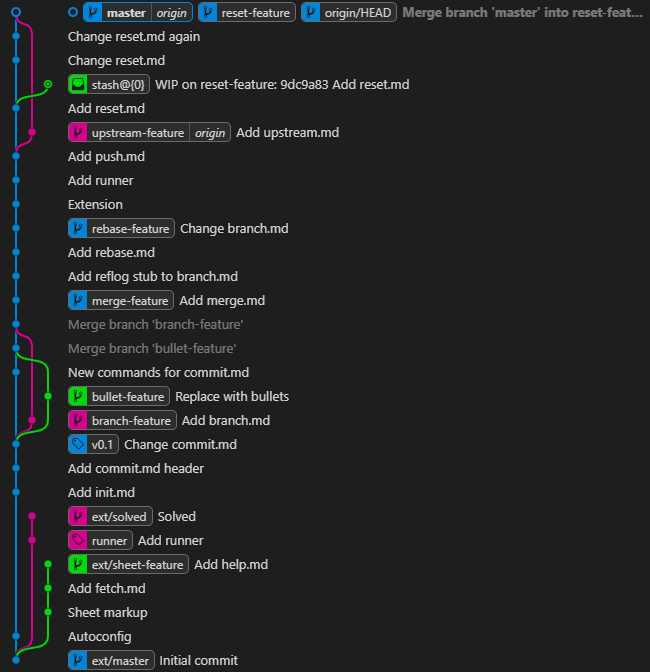 master origin reset-feature origin/HEAD Merge branch 'master' into reset-feat...
Change reset.md again
Change reset.md
stash@{0} WIP on reset-feature: 9dc9a83 Add reset.md
Add reset.md
upstream-feature origin Add upstream.md
Add push.md
Add runner
Extension
rebase-feature Change branch.md
Add rebase.md
Add reflog stub to branch.md
merge-feature Add merge.md
Merge branch 'branch-feature'
Merge branch 'bullet-feature'
New commands for commit.md
bullet-feature Replace with bullets
branch-feature Add branch.md
v0.1 Change commit.md
Add commit.md header
Add init.md
ext/solved Solved
runner Add runner
ext/sheet-feature Add help.md
Add fetch.md
Sheet markup
Autoconfig
ext/master Initial commit